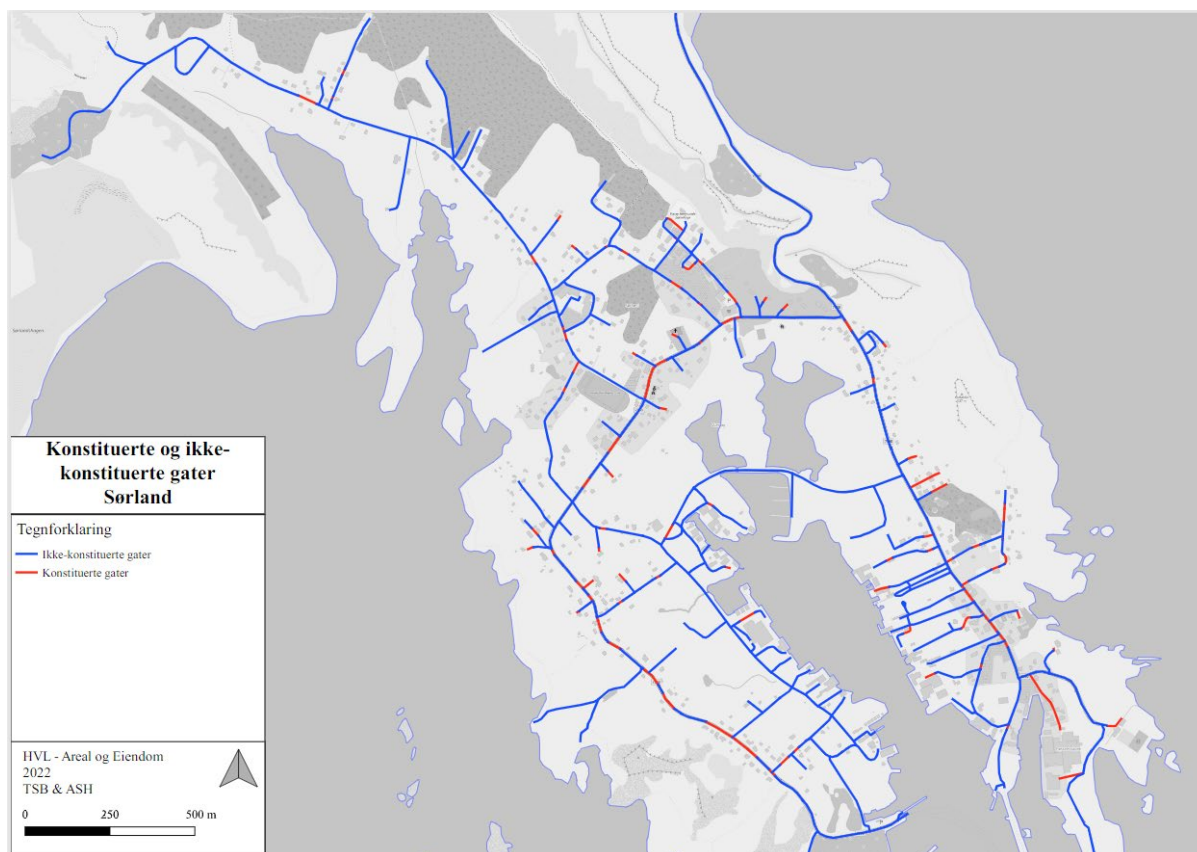 Konstituerte og ikke-
konstituerte gater
Sørland
Tegnforklaring
Ikke-konstituerte gater
Konstituerte gater
HVL - Areal og Eiendom
2022
TSB & ASH
0 250 500 m